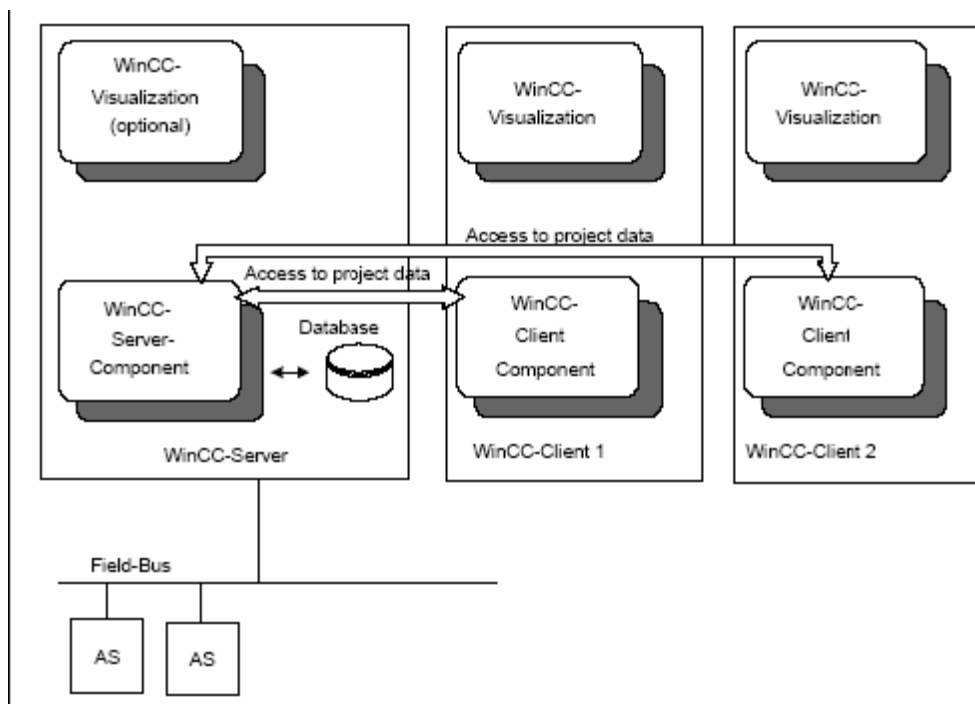 WinCC-
Visualization
(optional)
WinCC-
Visualization
WinCC-
Visualization
Access to project data
Access to project data
WinCC-
Server-
Component
Database
WinCC-
Client
Component
WinCC-
Client
Component
WinCC-Server
WinCC-Client 1
WinCC-Client 2
Field-Bus
AS
AS